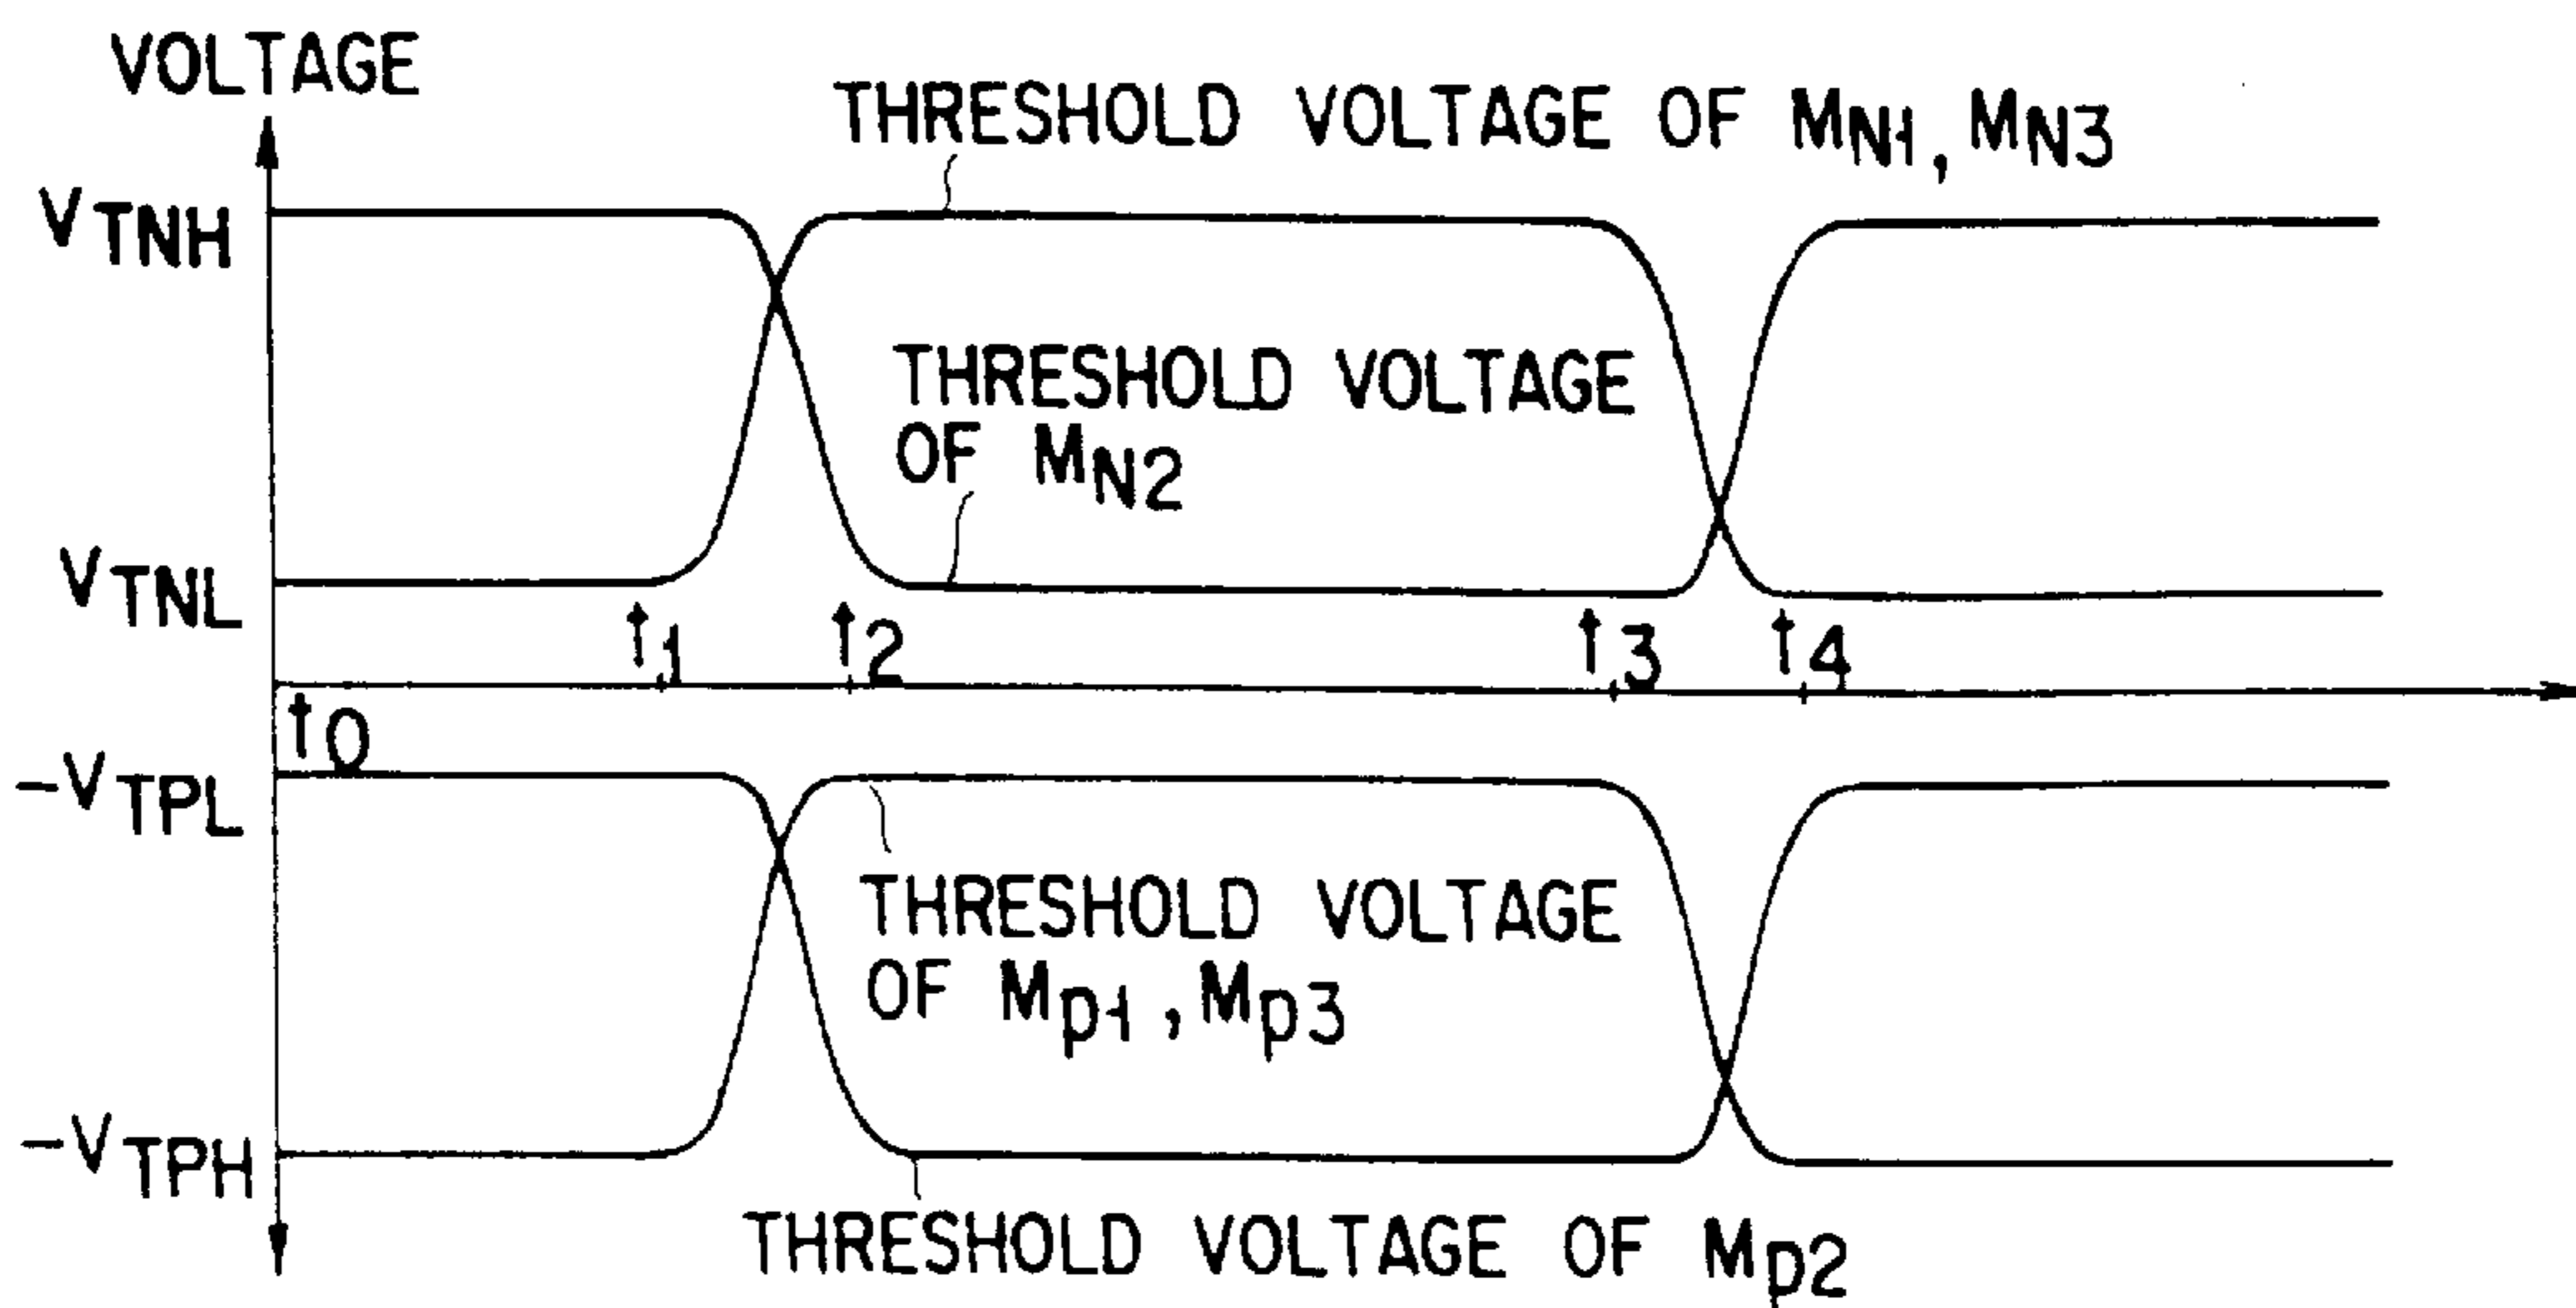 VOLTAGE
THRESHOLD VOLTAGE OF MN1, MN3
VTNH
THRESHOLD VOLTAGE
OF MN2
VTNL
t1
t2
t3
t4
t0
-VTPL
THRESHOLD VOLTAGE
OF Mp1, Mp3
-VTPH
THRESHOLD VOLTAGE OF Mp2